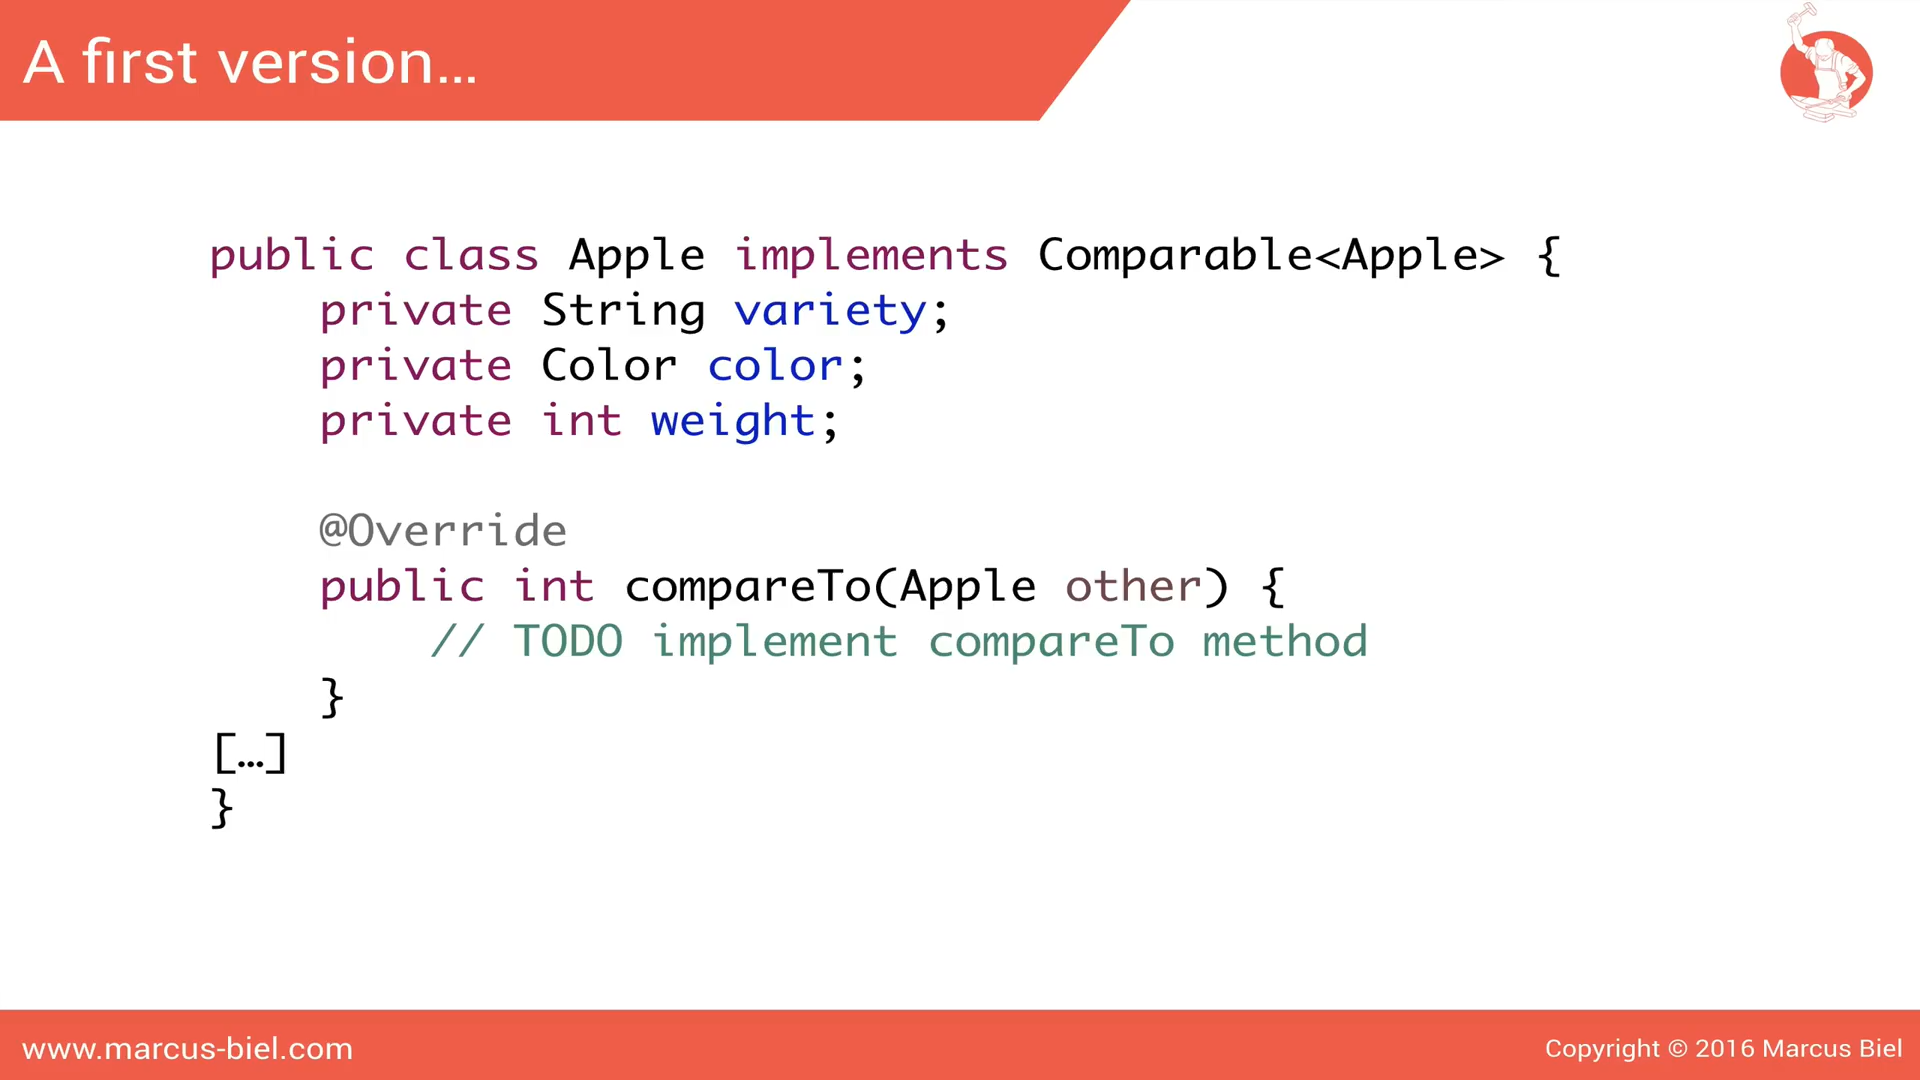 A first version…
public class Apple implements Comparable<Apple> {
    private String variety;
    private Color color;
    private int weight;
    @Override
    public int compareTo(Apple other) {
        // TODO implement compareTo method
    }
[…]
}
www.marcus-biel.com
Copyright © 2016 Marcus Biel